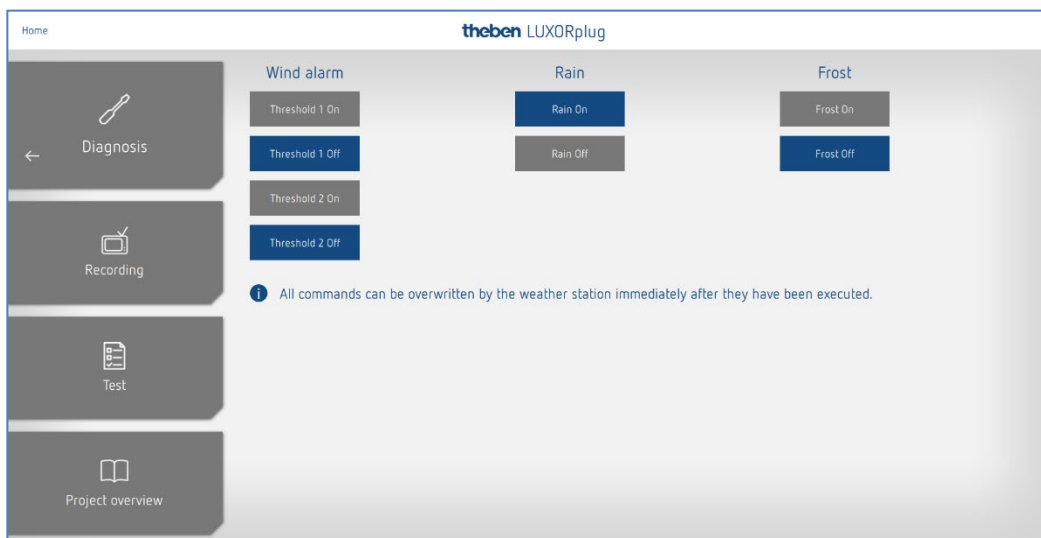 Home
theben LUXORplug
Diagnosis
Recording
Test
Project overview
Wind alarm
Threshold 1 On
Threshold 1 Off
Threshold 2 On
Threshold 2 Off
Rain
Rain On
Rain Off
Frost
Frost On
Frost Off
All commands can be overwritten by the weather station immediately after they have been executed.